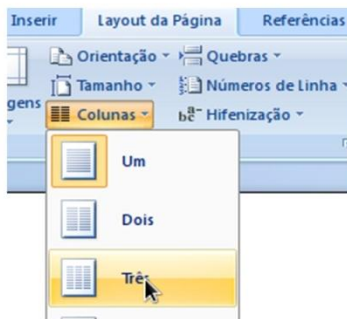 Inserir Layout da Página Referências
Orientação Quebras
Tamanho Números de Linha
gens Colunas Hifenização
Um
Dois
Três